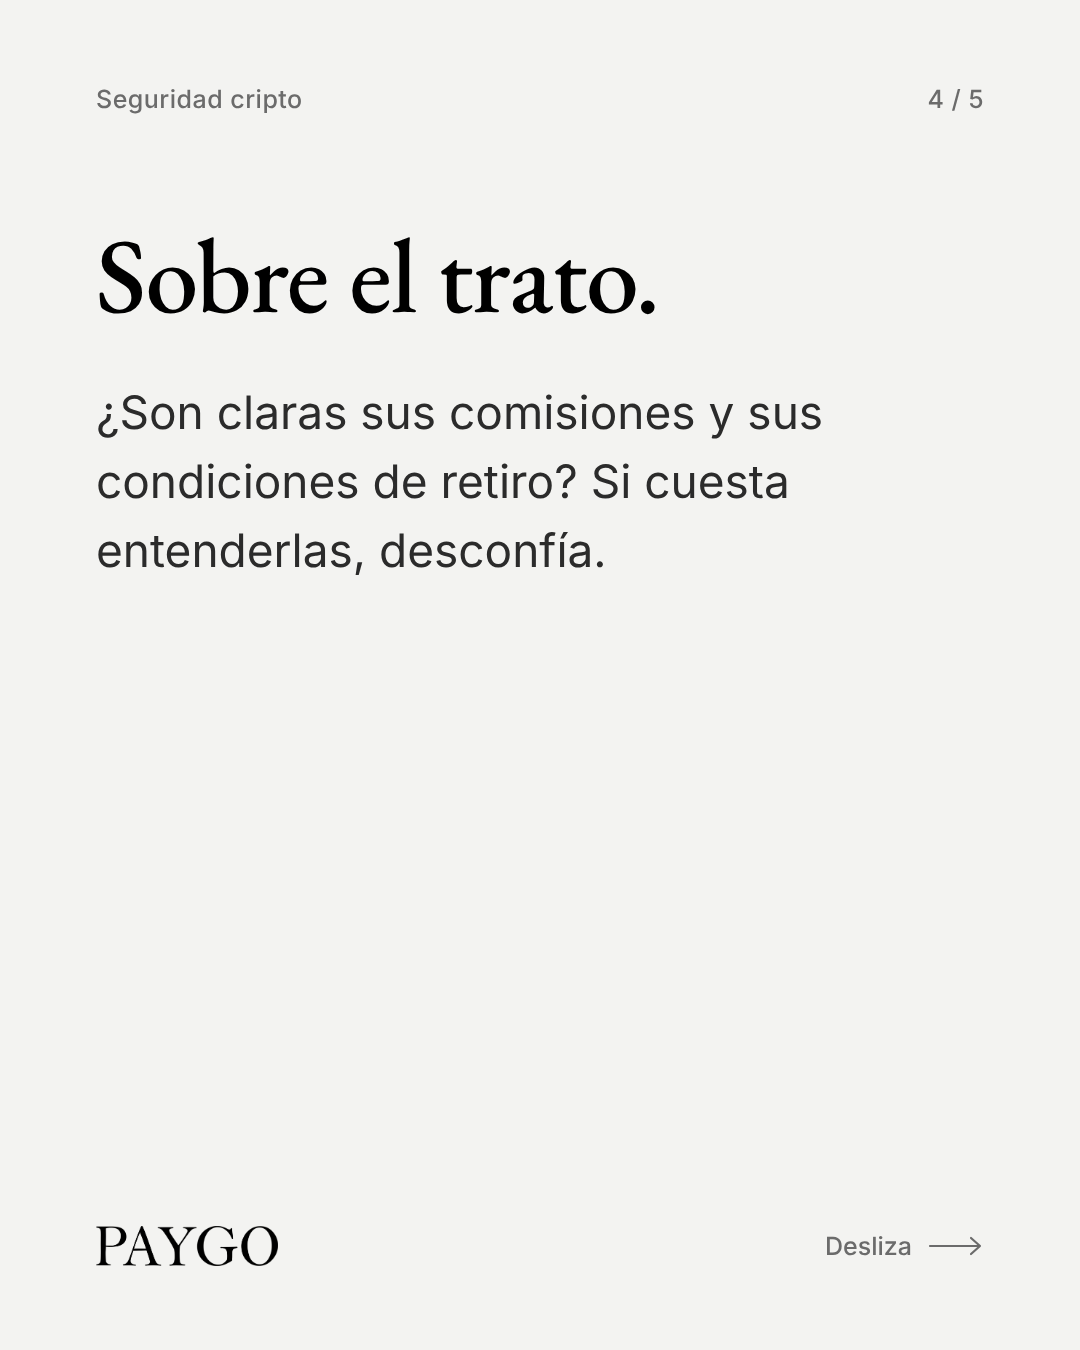 Seguridad cripto
4 / 5
Sobre el trato.
¿Son claras sus comisiones y sus
condiciones de retiro? Si cuesta
entenderlas, desconfía.
PAYGO
Desliza